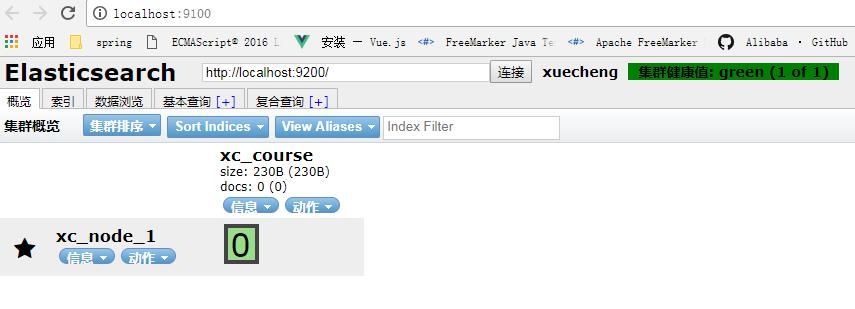 localhost:9100
应用 spring ECMAScript® 2016 L 安装 — Vue.js <#> FreeMarker Java Te <#> Apache FreeMarker Alibaba · GitHub
Elasticsearch http://localhost:9200/ 连接 xuecheng 集群健康值: green (1 of 1)
概览 索引 数据浏览 基本查询 [+] 复合查询 [+]
集群概览 集群排序 Sort Indices View Aliases Index Filter
xc_course
size: 230B (230B)
docs: 0 (0)
信息 动作
xc_node_1 0
信息 动作